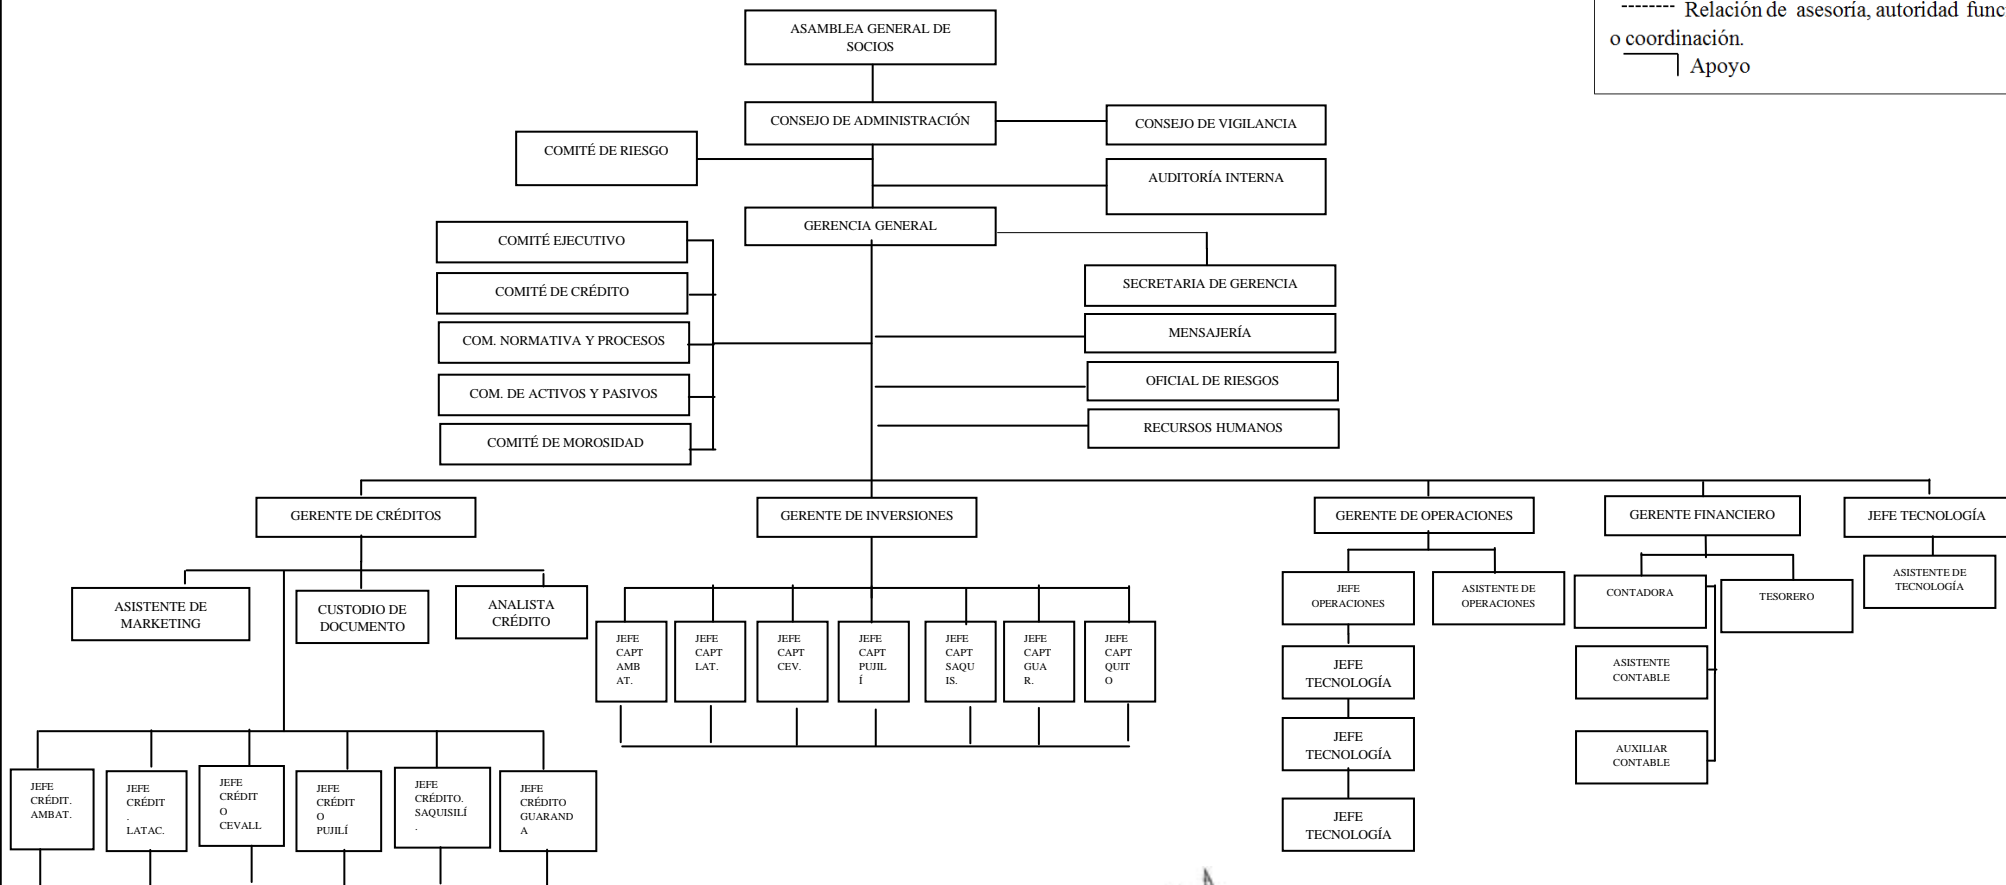 ------- Relación de asesoría, autoridad func
o coordinación.
Apoyo
ASAMBLEA GENERAL DE
SOCIOS
CONSEJO DE ADMINISTRACIÓN
CONSEJO DE VIGILANCIA
COMITÉ DE RIESGO
AUDITORÍA INTERNA
GERENCIA GENERAL
COMITÉ EJECUTIVO
COMITÉ DE CRÉDITO
COM. NORMATIVA Y PROCESOS
COM. DE ACTIVOS Y PASIVOS
COMITÉ DE MOROSIDAD
SECRETARIA DE GERENCIA
MENSAJERÍA
OFICIAL DE RIESGOS
RECURSOS HUMANOS
GERENTE DE CRÉDITOS
GERENTE DE INVERSIONES
GERENTE DE OPERACIONES
GERENTE FINANCIERO
JEFE TECNOLOGÍA
ASISTENTE DE
MARKETING
CUSTODIO DE
DOCUMENTO
ANALISTA
CRÉDITO
JEFE
CAPT
AMB
AT.
JEFE
CAPT
LAT.
JEFE
CAPT
CEV.
JEFE
CAPT
PUJIL
Í
JEFE
CAPT
SAQU
IS.
JEFE
CAPT
GUA
R.
JEFE
CAPT
QUIT
O
JEFE
OPERACIONES
ASISTENTE DE
OPERACIONES
JEFE
TECNOLOGÍA
JEFE
TECNOLOGÍA
JEFE
TECNOLOGÍA
CONTADORA
TESORERO
ASISTENTE
CONTABLE
AUXILIAR
CONTABLE
ASISTENTE DE
TECNOLOGÍA
JEFE
CRÉDIT.
AMBAT.
JEFE
CRÉDIT
.
LATAC.
JEFE
CRÉDIT
O
CEVALL
JEFE
CRÉDIT
O
PUJILÍ
JEFE
CRÉDITO.
SAQUISILÍ
.
JEFE
CRÉDITO
GUARAND
A